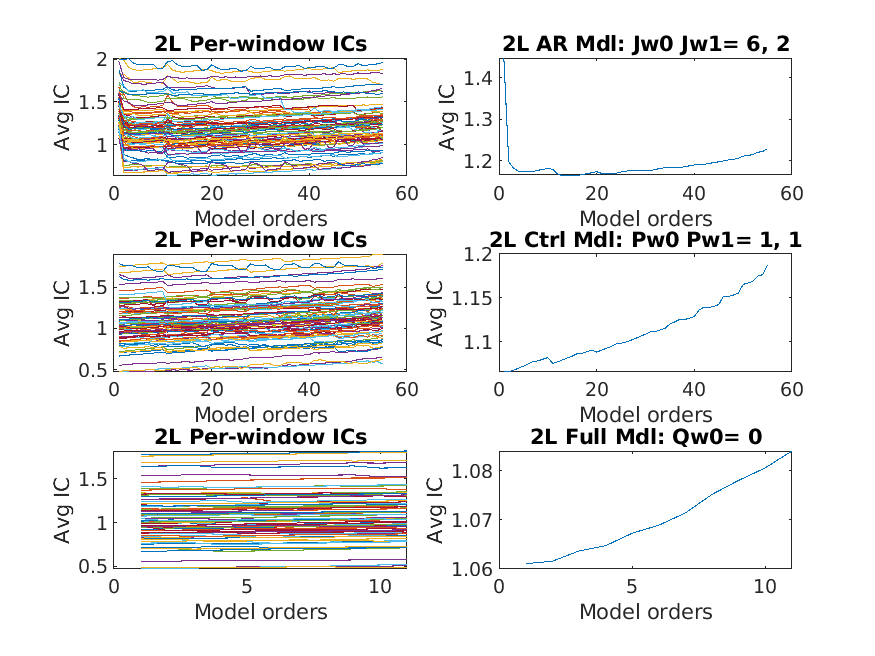 2L Per-window ICs
2L AR Mdl: Jw0 Jw1= 6, 2
2
1.5
1
Avg IC
0
20
40
60
Model orders
1.4
1.2
Avg IC
0
20
40
60
Model orders
2L Per-window ICs
2L Ctrl Mdl: Pw0 Pw1= 1, 1
1.5
1
0.5
Avg IC
0
20
40
60
Model orders
1.2
1.15
1.1
Avg IC
0
20
40
60
Model orders
2L Per-window ICs
2L Full Mdl: Qw0= 0
1.5
1
0.5
Avg IC
0
5
10
Model orders
1.08
1.07
1.06
Avg IC
0
5
10
Model orders